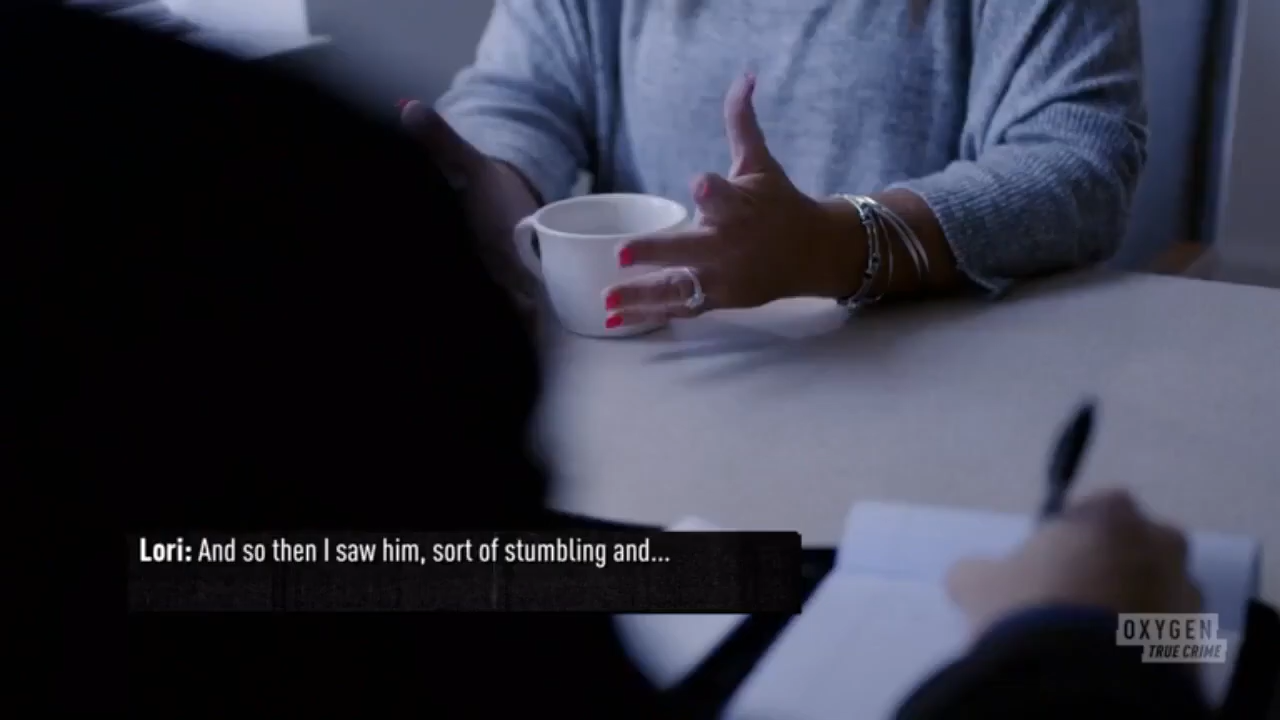 Lori: And so then I saw him, sort of stumbling and...
OXYGEN
TRUE CRIME